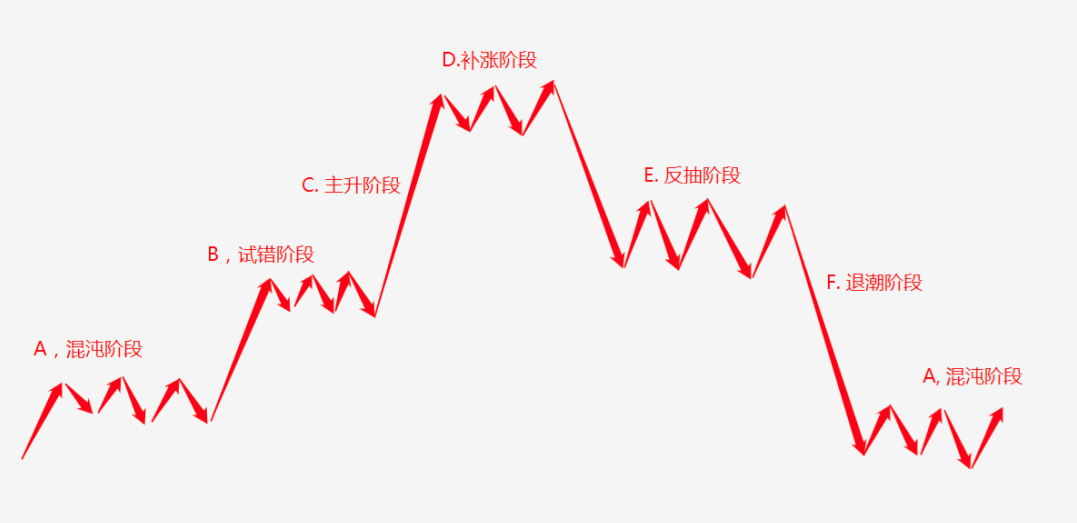 D.补涨阶段
E. 反抽阶段
C. 主升阶段
B，试错阶段
F. 退潮阶段
A，混沌阶段
A, 混沌阶段